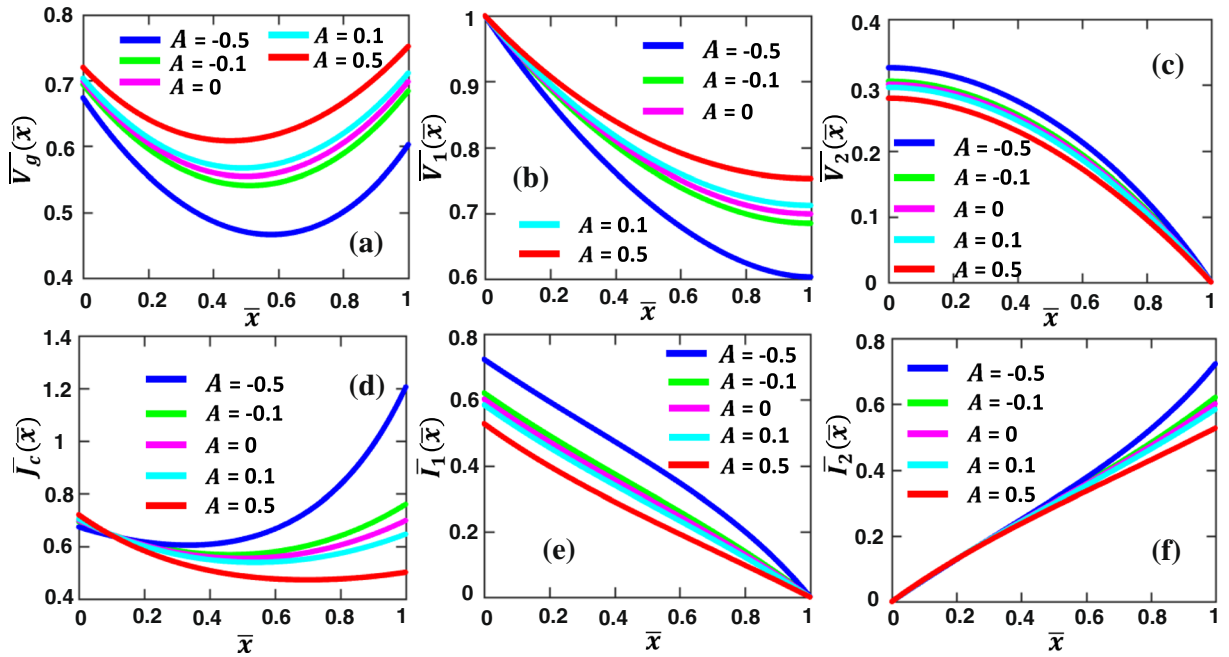 0.8
0.7
0.6
0.5
0.4
A = -0.5
A = -0.1
A = 0
A = 0.1
A = 0.5
(a)
0 0.2 0.4 0.6 0.8 1
x̅
V̅g(x̅)
1
0.9
0.8
0.7
0.6
A = -0.5
A = -0.1
A = 0
(b)
A = 0.1
A = 0.5
0 0.2 0.4 0.6 0.8 1
x̅
V̅1(x̅)
0.4
0.3
0.2
0.1
0
(c)
A = -0.5
A = -0.1
A = 0
A = 0.1
A = 0.5
0 0.2 0.4 0.6 0.8 1
x̅
V̅2(x̅)
1.4
1.2
1
0.8
0.6
0.4
A = -0.5
A = -0.1
A = 0
A = 0.1
A = 0.5
(d)
0 0.2 0.4 0.6 0.8 1
x̅
J̅c(x̅)
0.8
0.6
0.4
0.2
0
A = -0.5
A = -0.1
A = 0
A = 0.1
A = 0.5
(e)
0 0.2 0.4 0.6 0.8 1
x̅
I̅1(x̅)
0.8
0.6
0.4
0.2
0
A = -0.5
A = -0.1
A = 0
A = 0.1
A = 0.5
(f)
0 0.2 0.4 0.6 0.8 1
x̅
I̅2(x̅)